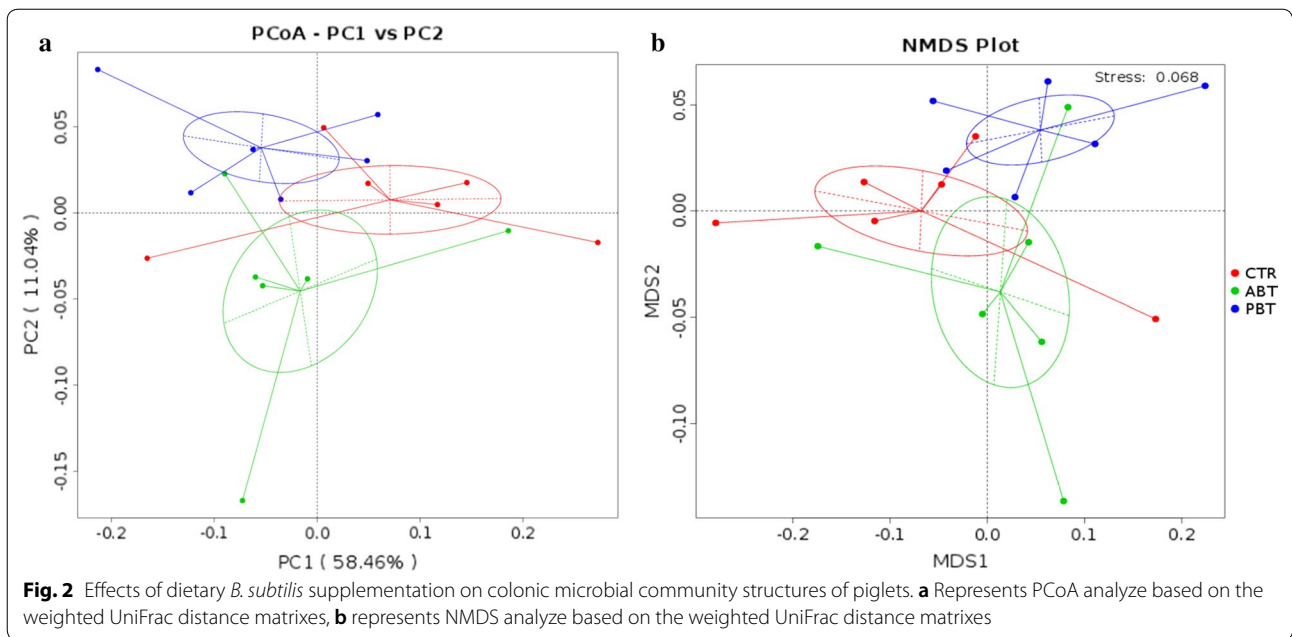 a
PCoA - PC1 vs PC2
PC2 ( 11.04%)
0.05
0.00
-0.05
-0.10
-0.15
-0.2
-0.1
0.0
0.1
0.2
PC1 ( 58.46%)
b
NMDS Plot
Stress: 0.068
MDS2
0.05
0.00
-0.05
-0.10
-0.2
-0.1
0.0
0.1
0.2
MDS1
CTR
ABT
PBT
Fig. 2 Effects of dietary B. subtilis supplementation on colonic microbial community structures of piglets. a Represents PCoA analyze based on the
weighted UniFrac distance matrixes, b represents NMDS analyze based on the weighted UniFrac distance matrixes